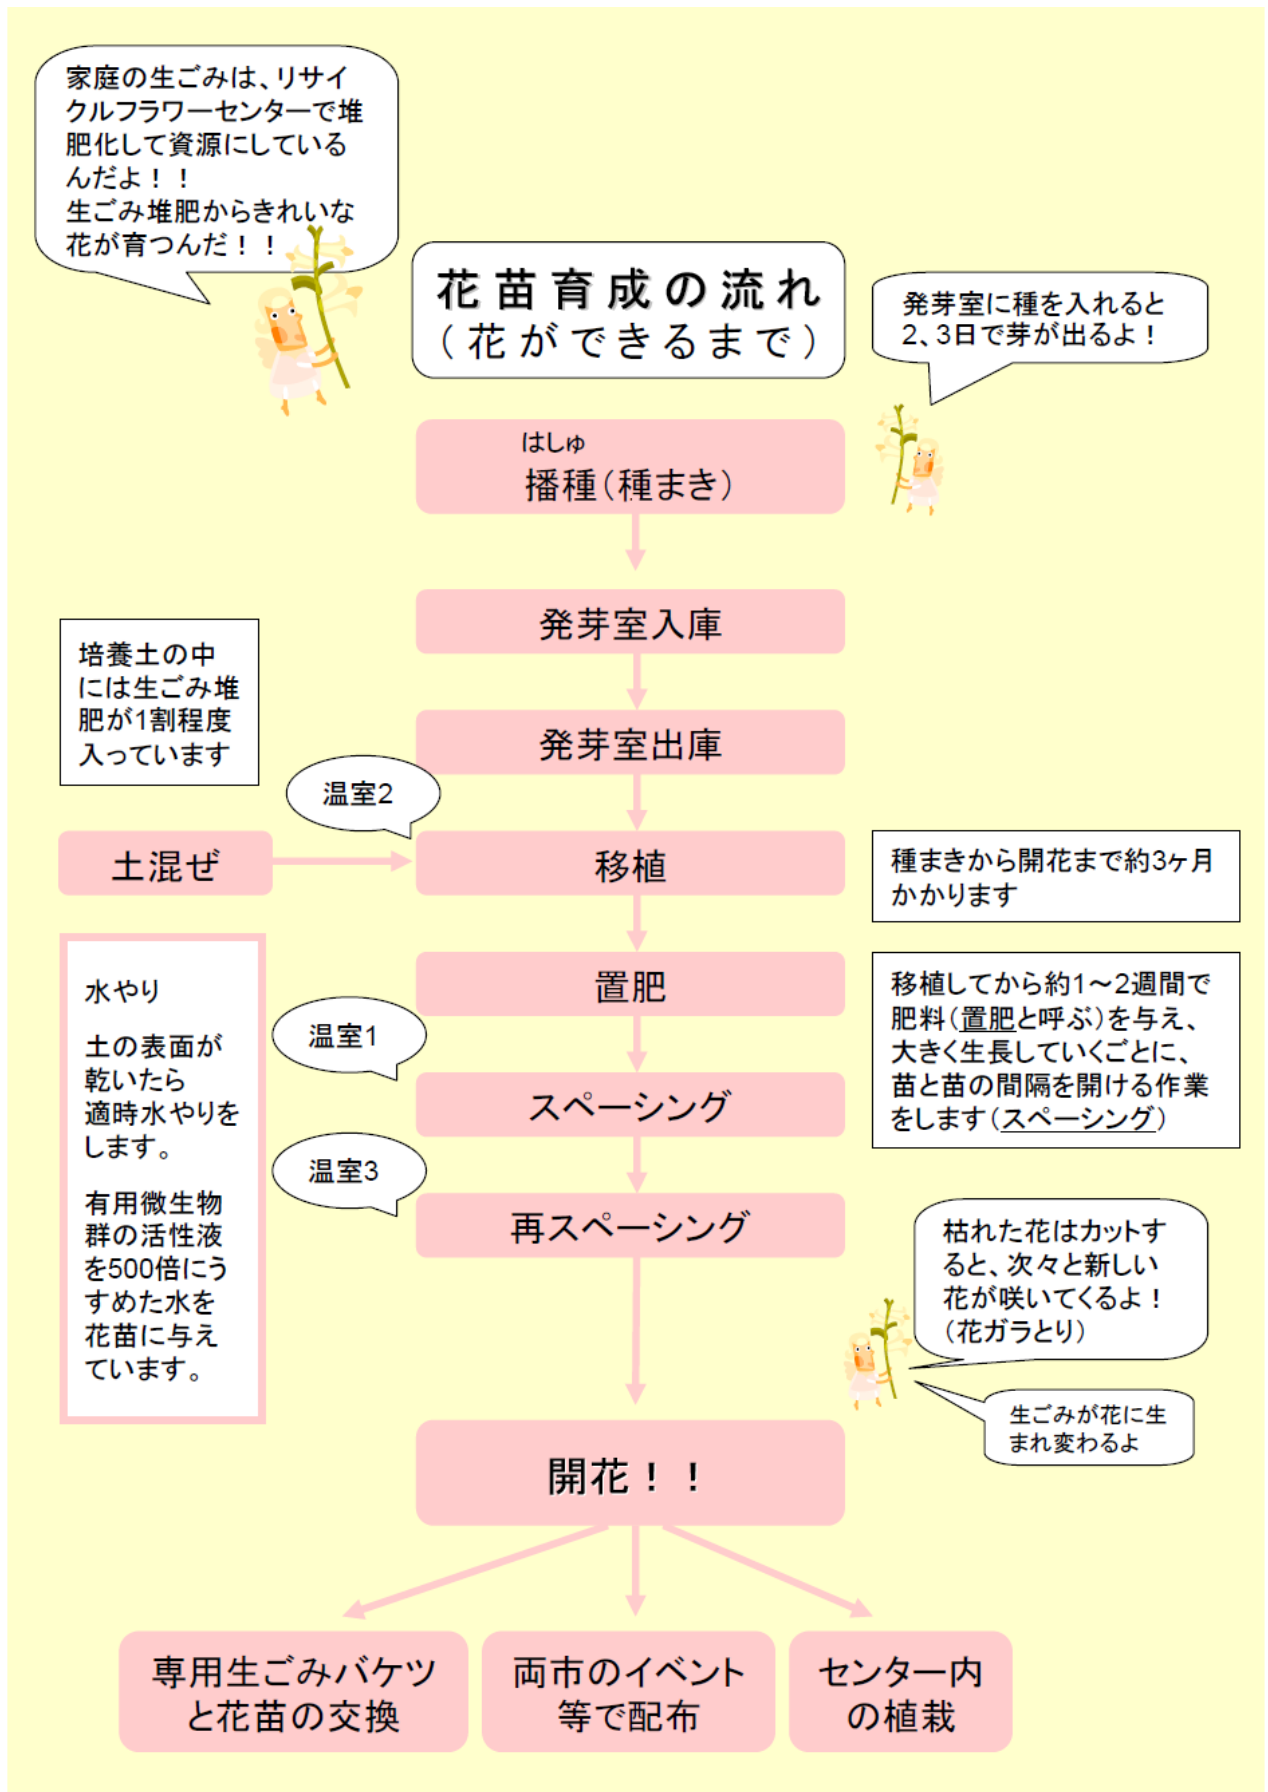 家庭の生ごみは、リサイ
クルフラワーセンターで堆
肥化して資源にしている
んだよ！！
生ごみ堆肥からきれいな
花が育つんだ！！
花苗育成の流れ
（花ができるまで）
発芽室に種を入れると
2、3日で芽が出るよ！
はしゅ
播種（種まき）
発芽室入庫
培養土の中
には生ごみ堆
肥が1割程度
入っています
発芽室出庫
温室2
土混ぜ
移植
種まきから開花まで約3ヶ月
かかります
水やり
土の表面が
乾いたら
適時水やりを
します。
有用微生物
群の活性液
を500倍にう
すめた水を
花苗に与え
ています。
置肥
移植してから約1～2週間で
肥料（置肥と呼ぶ）を与え、
大きく生長していくごとに、
苗と苗の間隔を開ける作業
をします（スペーシング）
温室1
スペーシング
温室3
再スペーシング
枯れた花はカットす
ると、次々と新しい
花が咲いてくるよ！
（花ガラとり）
生ごみが花に生
まれ変わるよ
開花！！
専用生ごみバケツ
と花苗の交換
両市のイベント
等で配布
センター内
の植栽